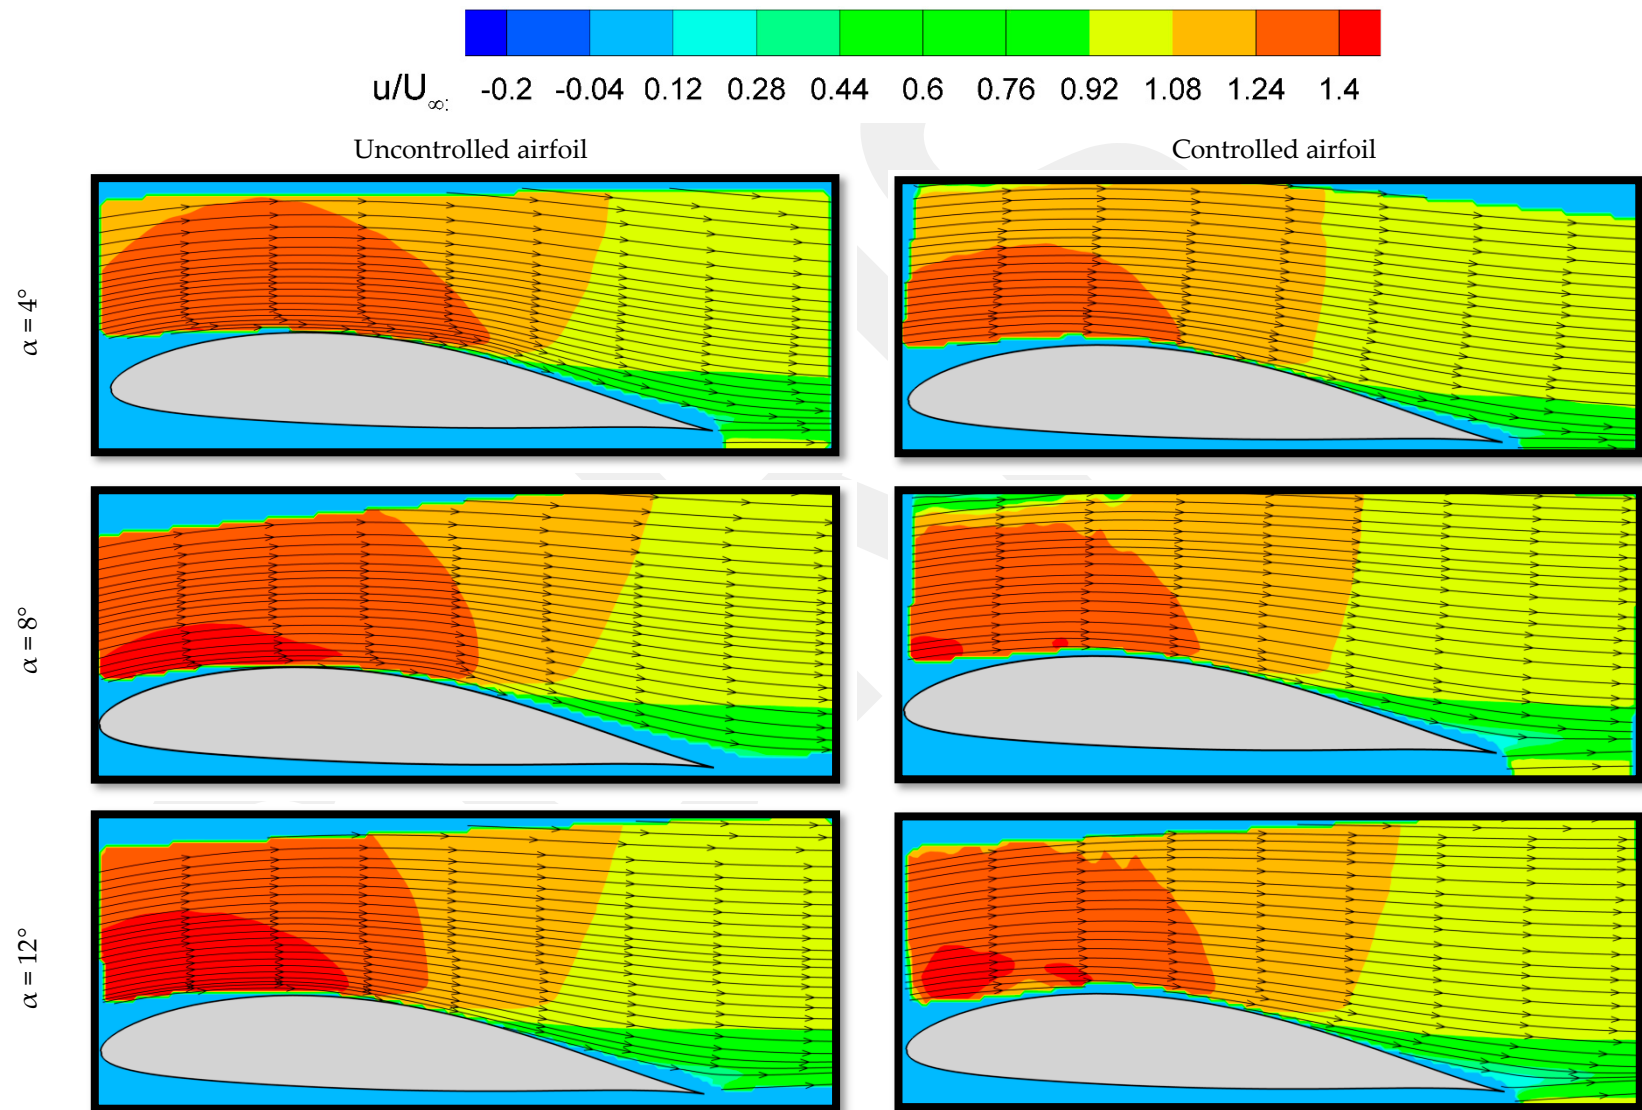 u/U∞: -0.2 -0.04 0.12 0.28 0.44 0.6 0.76 0.92 1.08 1.24 1.4
Uncontrolled airfoil Controlled airfoil
α = 4°
α = 8°
α = 12°